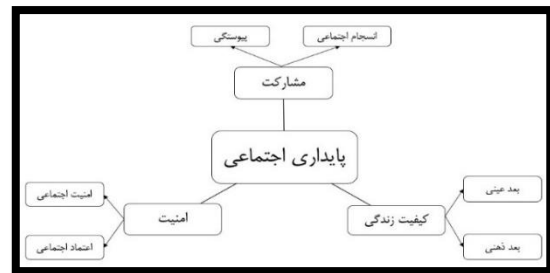 انسجام اجتماعی
پیوستگی
مشارکت
پایداری اجتماعی
کیفیت زندگی
بعد عینی
بعد ذهنی
امنیت
امنیت اجتماعی
اعتماد اجتماعی